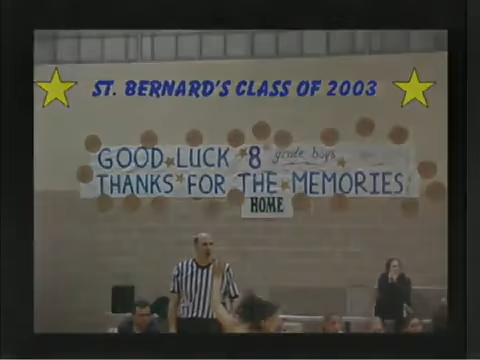 ST. BERNARD'S CLASS OF 2003
GOOD LUCK 8 grade boys
THANKS FOR THE MEMORIES
HOME